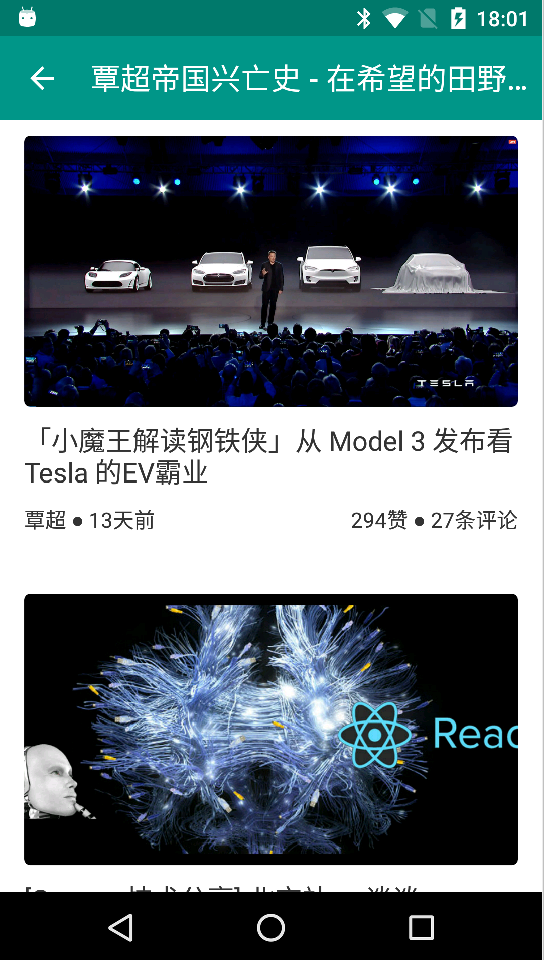 18:01
覃超帝国兴亡史 - 在希望的田野…
TESLA
「小魔王解读钢铁侠」从 Model 3 发布看
Tesla 的EV霸业
覃超 ● 13天前
294赞 ● 27条评论
Reac